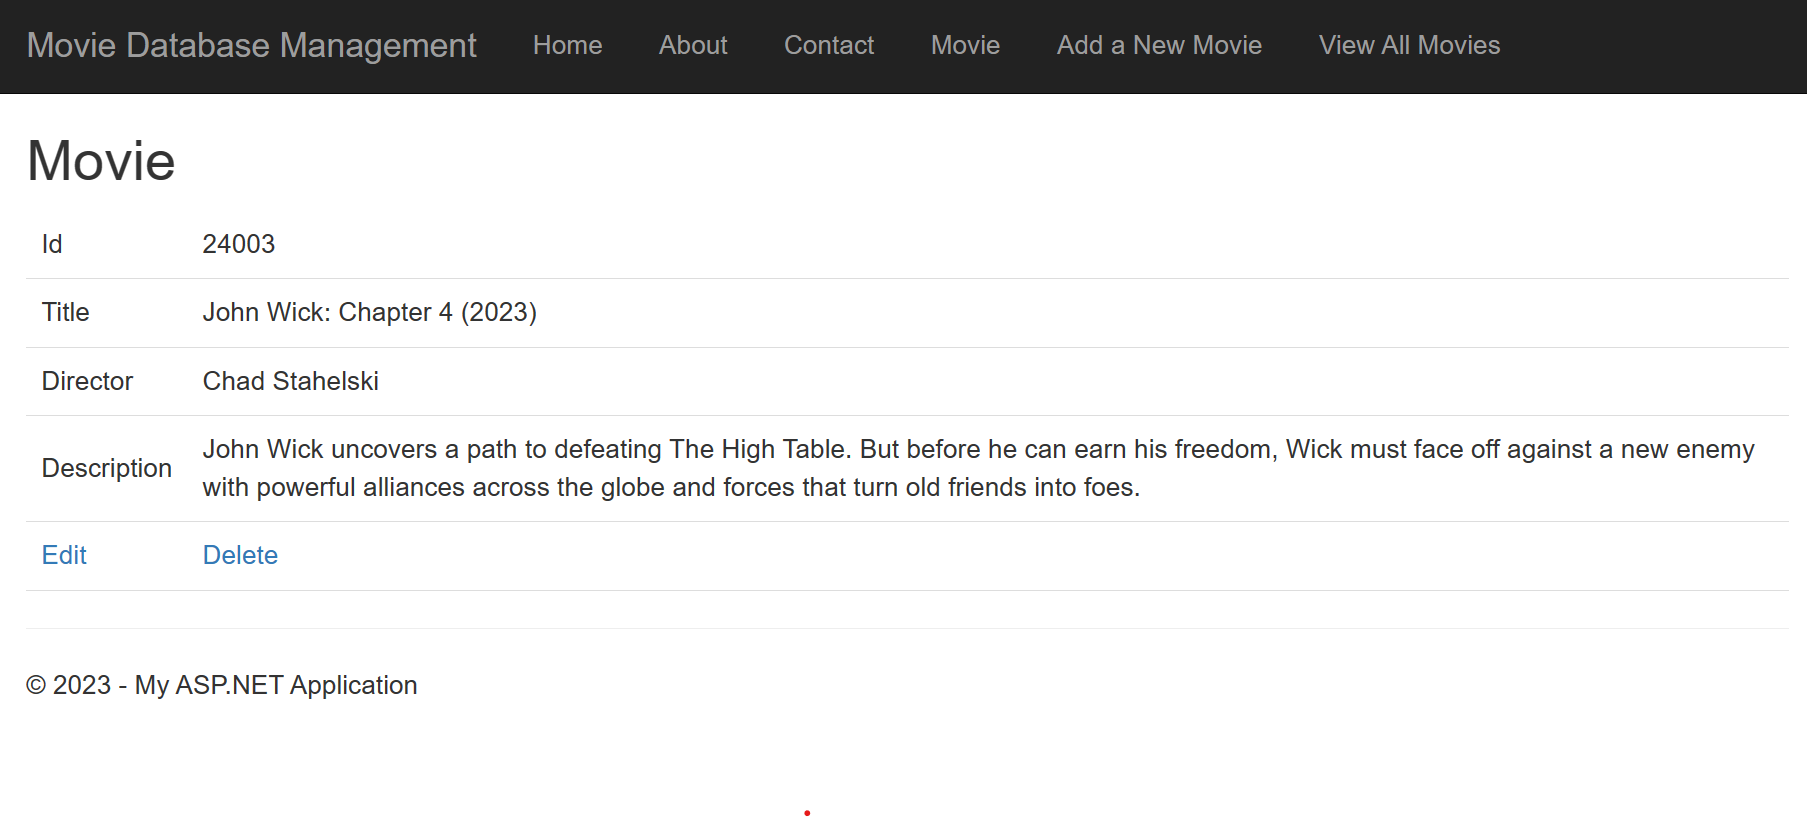 Movie Database Management Home About Contact Movie Add a New Movie View All Movies
Movie
Id 24003
Title John Wick: Chapter 4 (2023)
Director Chad Stahelski
Description John Wick uncovers a path to defeating The High Table. But before he can earn his freedom, Wick must face off against a new enemy
with powerful alliances across the globe and forces that turn old friends into foes.
Edit Delete
© 2023 - My ASP.NET Application